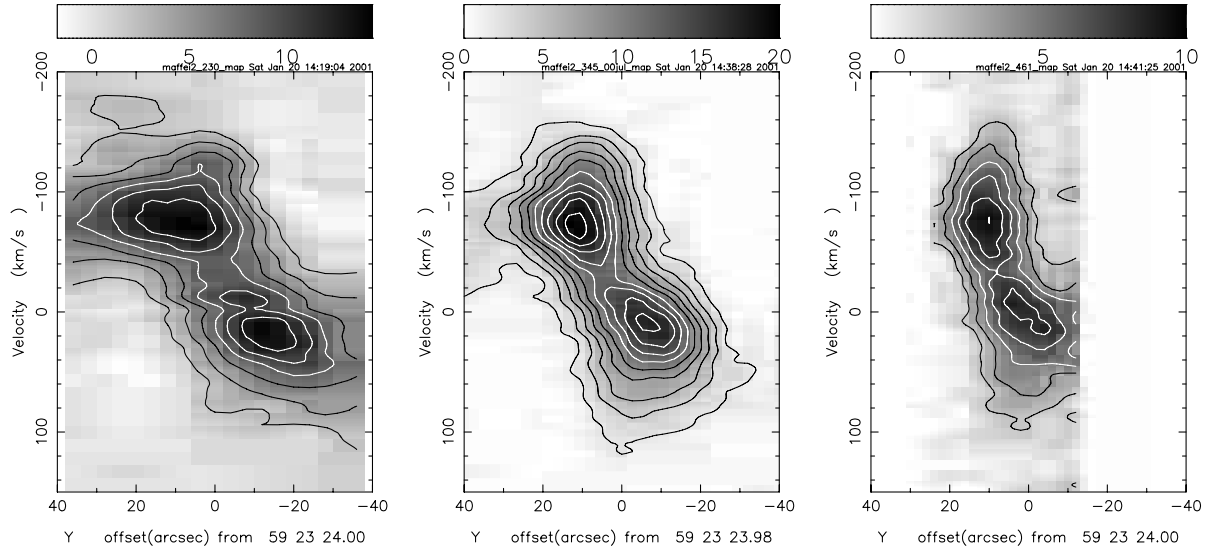 0 5 10
maffei2_230_map Sat Jan 20 14:19:04 2001
-200
-100
0
100
Velocity (km/s )
40 20 0 -20 -40
Y offset(arcsec) from 59 23 24.00
0 5 10 15 20
maffei2_345_00jul_map Sat Jan 20 14:38:28 2001
-200
-100
0
100
Velocity (km/s )
40 20 0 -20 -40
Y offset(arcsec) from 59 23 23.98
0 5 10
maffei2_461_map Sat Jan 20 14:41:25 2001
-200
-100
0
100
Velocity (km/s )
40 20 0 -20 -40
Y offset(arcsec) from 59 23 24.00